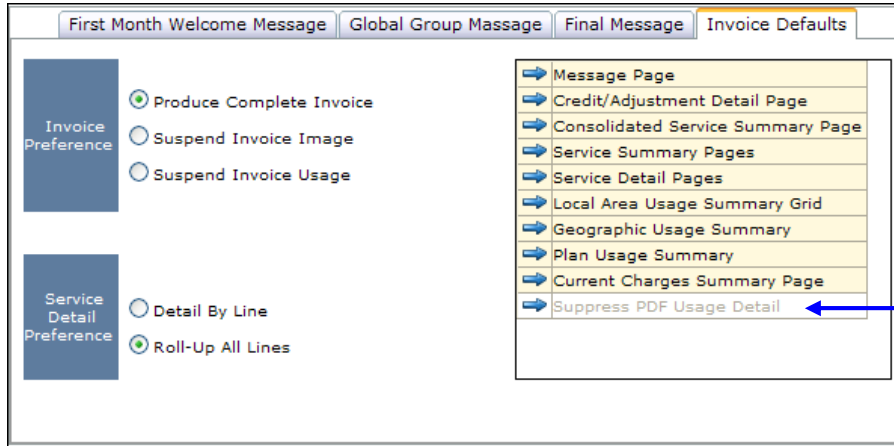 First Month Welcome Message
Global Group Massage
Final Message
Invoice Defaults
Invoice
Preference
Produce Complete Invoice
Suspend Invoice Image
Suspend Invoice Usage
Service
Detail
Preference
Detail By Line
Roll-Up All Lines
Message Page
Credit/Adjustment Detail Page
Consolidated Service Summary Page
Service Summary Pages
Service Detail Pages
Local Area Usage Summary Grid
Geographic Usage Summary
Plan Usage Summary
Current Charges Summary Page
Suppress PDF Usage Detail